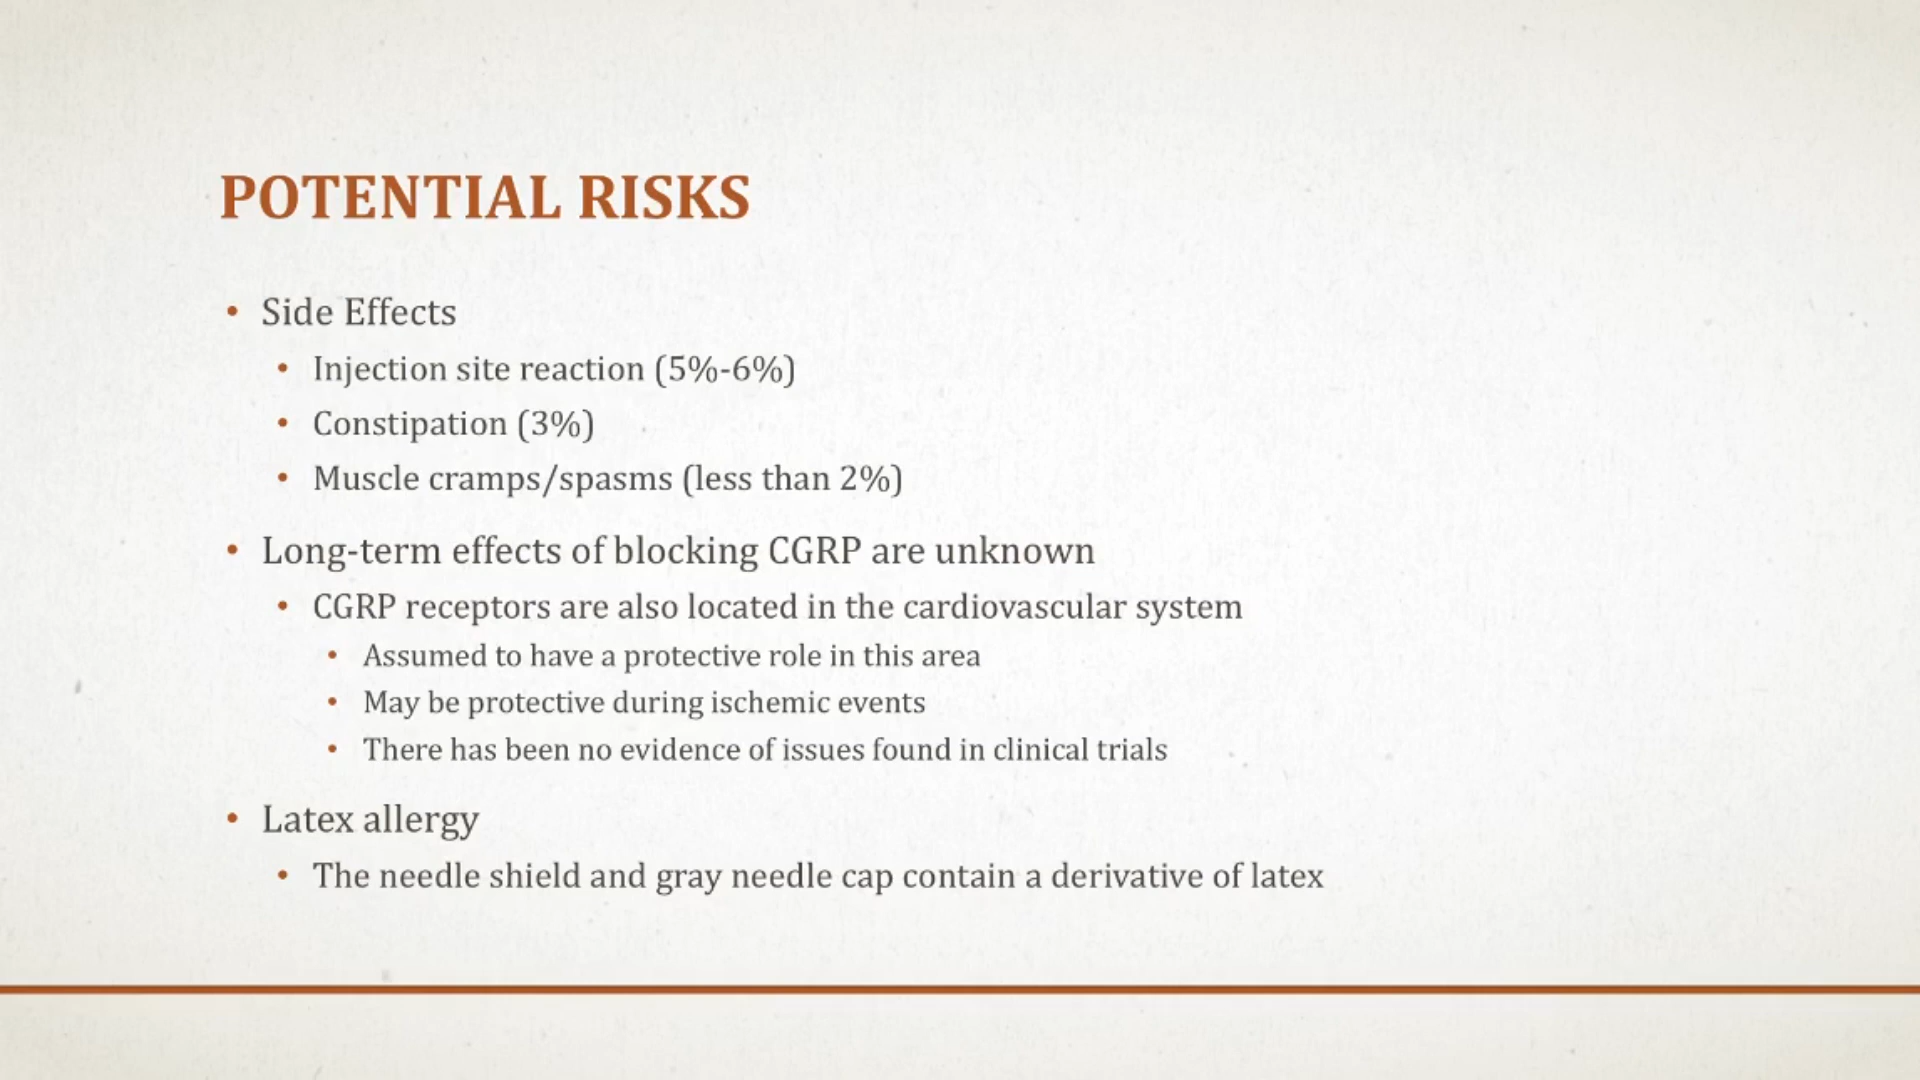 POTENTIAL RISKS
• Side Effects
• Injection site reaction (5%-6%)
• Constipation (3%)
• Muscle cramps/spasms (less than 2%)
• Long-term effects of blocking CGRP are unknown
• CGRP receptors are also located in the cardiovascular system
• Assumed to have a protective role in this area
• May be protective during ischemic events
• There has been no evidence of issues found in clinical trials
• Latex allergy
• The needle shield and gray needle cap contain a derivative of latex